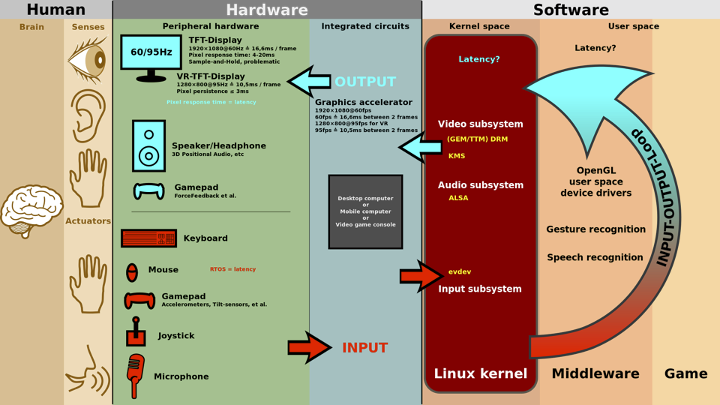 Human
Hardware
Software
Brain
Senses
Peripheral hardware
Integrated circuits
Kernel space
User space
60/95Hz
TFT-Display
1920×1080@60Hz ≙ 16,6ms / frame
Pixel response time: 4-20ms
Sample-and-Hold, problematic
VR-TFT-Display
1280×800@95Hz ≙ 10,5ms / frame
Pixel persistence ≤ 3ms
Pixel response time = latency
OUTPUT
Graphics accelerator
1920×1080@60fps
60fps ≙ 16,6ms between 2 frames
1280×800@95fps for VR
95fps ≙ 10,5ms between 2 frames
Speaker/Headphone
3D Positional Audio, etc
Gamepad
ForceFeedback et al.
Desktop computer
or
Mobile computer
or
Video game console
Actuators
Keyboard
Mouse
RTOS = latency
Gamepad
Accelerometers, Tilt-sensors, et al.
Joystick
Microphone
INPUT
Latency?
Video subsystem
(GEM/TTM) DRM
KMS
Audio subsystem
ALSA
evdev
Input subsystem
Linux kernel
Latency?
OpenGL
user space
device drivers
Gesture recognition
Speech recognition
INPUT-OUTPUT-Loop
Middleware
Game